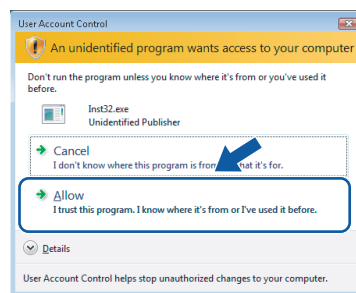 User Account Control
An unidentified program wants access to your computer
Don't run the program unless you know where it's from or you've used it
before.
Inst32.exe
Unidentified Publisher
Cancel
I don't know where this program is from hat it's for.
Allow
I trust this program. I know where it's from or I've used it before.
Details
User Account Control helps stop unauthorized changes to your computer.